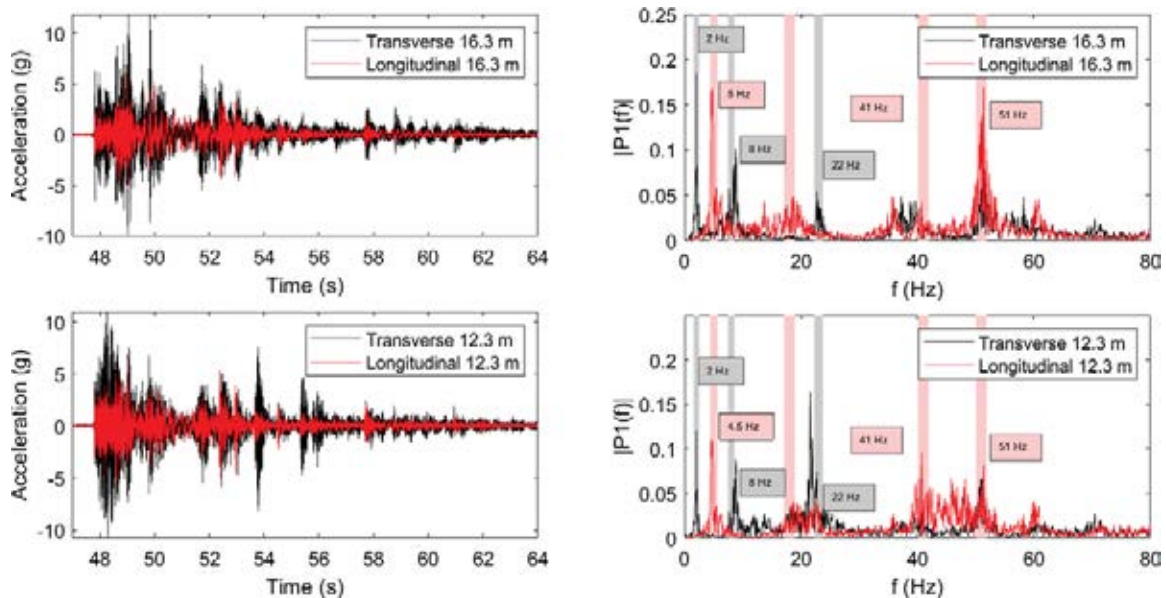 10
5
0
-5
-10
Acceleration (g)
Transverse 16.3 m
Longitudinal 16.3 m
48 50 52 54 56 58 60 62 64
Time (s)
0.25
0.2
0.15
0.1
0.05
0
|P1(f)|
2 Hz
5 Hz
8 Hz
22 Hz
41 Hz
51 Hz
Transverse 16.3 m
Longitudinal 16.3 m
0 20 40 60 80
f (Hz)
10
5
0
-5
-10
Acceleration (g)
Transverse 12.3 m
Longitudinal 12.3 m
48 50 52 54 56 58 60 62 64
Time (s)
0.2
0.15
0.1
0.05
0
|P1(f)|
2 Hz
4.5 Hz
8 Hz
22 Hz
41 Hz
51 Hz
Transverse 12.3 m
Longitudinal 12.3 m
0 20 40 60 80
f (Hz)